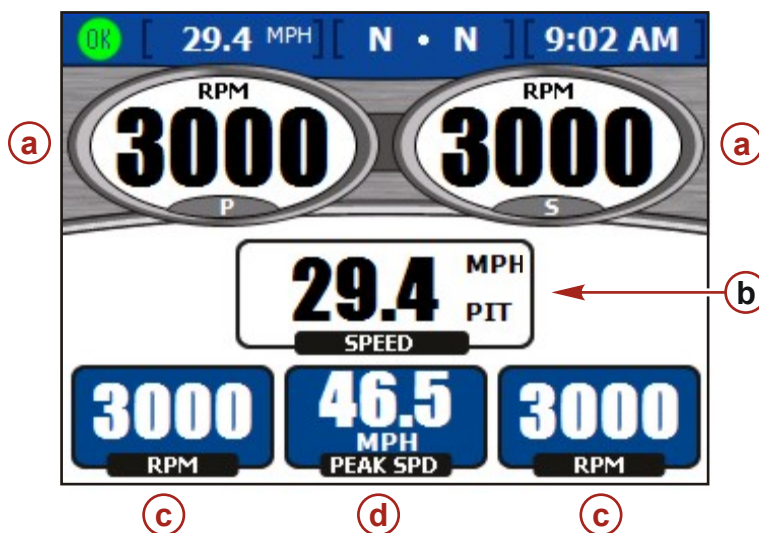 OK [ 29.4 MPH ] [ N • N ] [ 9:02 AM ]
RPM RPM
a 3000 3000 a
P S
29.4 MPH
PIT b
SPEED
3000 46.5 3000
MPH
RPM PEAK SPD RPM
c d c